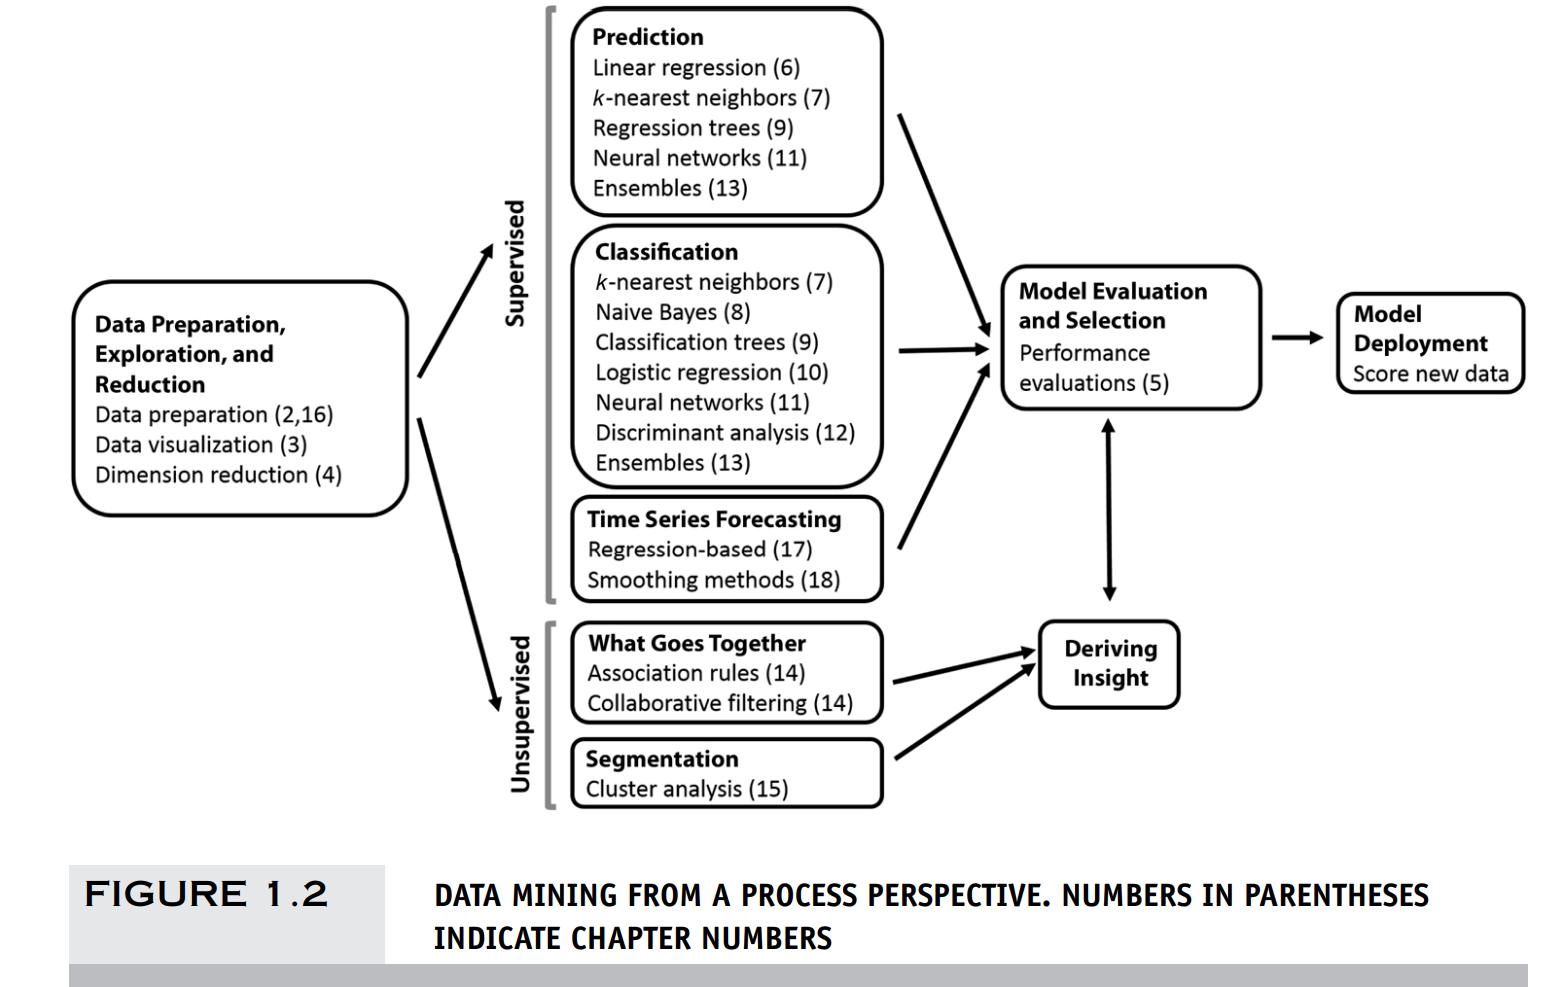 Data Preparation,
Exploration, and
Reduction
Data preparation (2,16)
Data visualization (3)
Dimension reduction (4)
Supervised
Prediction
Linear regression (6)
k-nearest neighbors (7)
Regression trees (9)
Neural networks (11)
Ensembles (13)
Classification
k-nearest neighbors (7)
Naive Bayes (8)
Classification trees (9)
Logistic regression (10)
Neural networks (11)
Discriminant analysis (12)
Ensembles (13)
Time Series Forecasting
Regression-based (17)
Smoothing methods (18)
Unsupervised
What Goes Together
Association rules (14)
Collaborative filtering (14)
Segmentation
Cluster analysis (15)
Model Evaluation
and Selection
Performance
evaluations (5)
Deriving
Insight
Model
Deployment
Score new data
FIGURE 1.2
DATA MINING FROM A PROCESS PERSPECTIVE. NUMBERS IN PARENTHESES
INDICATE CHAPTER NUMBERS